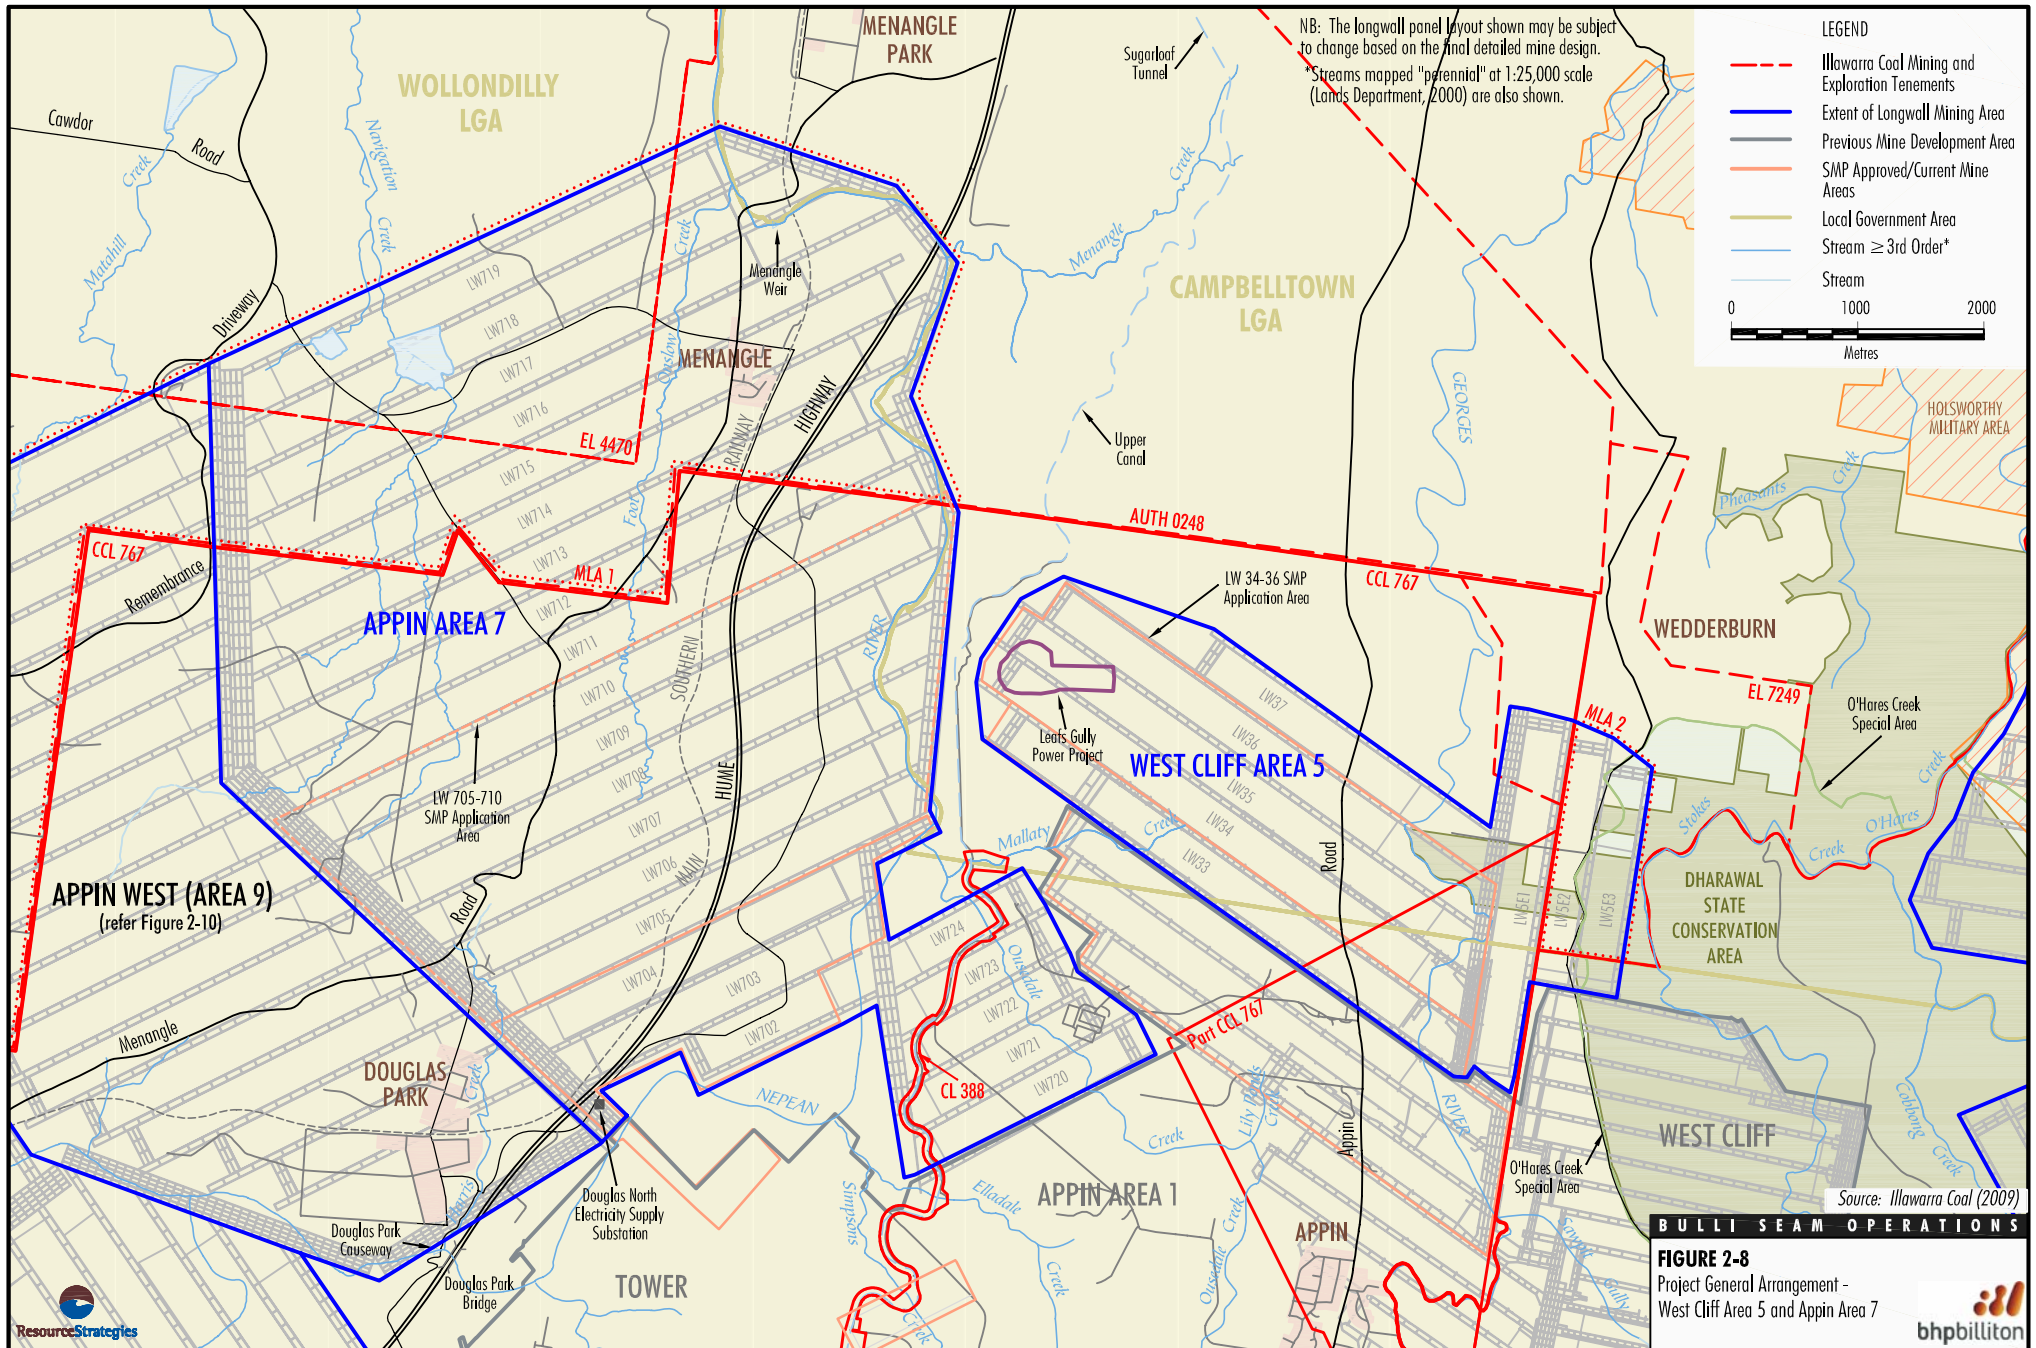 MENANGLE
PARK
WOLLONDILLY
LGA
Sugarloaf
Tunnel
NB: The longwall panel layout shown may be subject
to change based on the final detailed mine design.
*Streams mapped "perennial" at 1:25,000 scale
(Lands Department, 2000) are also shown.
LEGEND
Illawarra Coal Mining and
Exploration Tenements
Extent of Longwall Mining Area
Previous Mine Development Area
SMP Approved/Current Mine
Areas
Local Government Area
Stream ≥ 3rd Order*
Stream
0 1000 2000
Metres
Cawdor
Road
Navigation
Creek
Matahill
Creek
Driveway
Onslow
Creek
Menangle
Weir
Menangle
Creek
CAMPBELLTOWN
LGA
LW719
LW718
LW717
LW716
LW715
LW714
LW713
LW712
LW711
LW710
LW709
LW708
LW707
LW706
LW705
LW704
LW703
LW702
MENANGLE
RAILWAY
HIGHWAY
EL 4470
Foot
Upper
Canal
GEORGES
HOLSWORTHY
MILITARY AREA
Pheasants
Creek
AUTH 0248
CCL 767
CCL 767
MLA 1
Remembrance
APPIN AREA 7
RIVER
SOUTHERN
MAIN
HUME
LW 34-36 SMP
Application Area
WEDDERBURN
EL 7249
MLA 2
O'Hares Creek
Special Area
LW37
LW36
LW35
LW34
LW33
Leafs Gully
Power Project
WEST CLIFF AREA 5
LW 705-710
SMP Application
Area
Mallaty
Creek
Road
Stokes
Creek
O'Hares
Creek
APPIN WEST (AREA 9)
(refer Figure 2-10)
Road
DHARAWAL
STATE
CONSERVATION
AREA
LW5E1
LW5E2
LW5E3
LW724
LW723
LW722
LW721
LW720
Ousedale
Menangle
Part CCL 767
CL 388
DOUGLAS
PARK
Creek
NEPEAN
Creek
Lily Ponds
Creek
Appin
RIVER
WEST CLIFF
Cobbong
Creek
O'Hares Creek
Special Area
Douglas North
Electricity Supply
Substation
Simpsons
Creek
Elladale
Creek
APPIN AREA 1
Ousedale
Creek
APPIN
Gully
Douglas Park
Causeway
Douglas Park
Bridge
TOWER
ResourceStrategies
Source: Illawarra Coal (2009)
BULLI SEAM OPERATIONS
FIGURE 2-8
Project General Arrangement -
West Cliff Area 5 and Appin Area 7
bhpbilliton